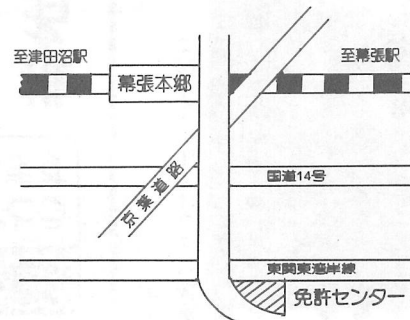 至津田沼駅
至幕張駅
幕張本郷
京葉道路
国道14号
東関東湾岸線
免許センター